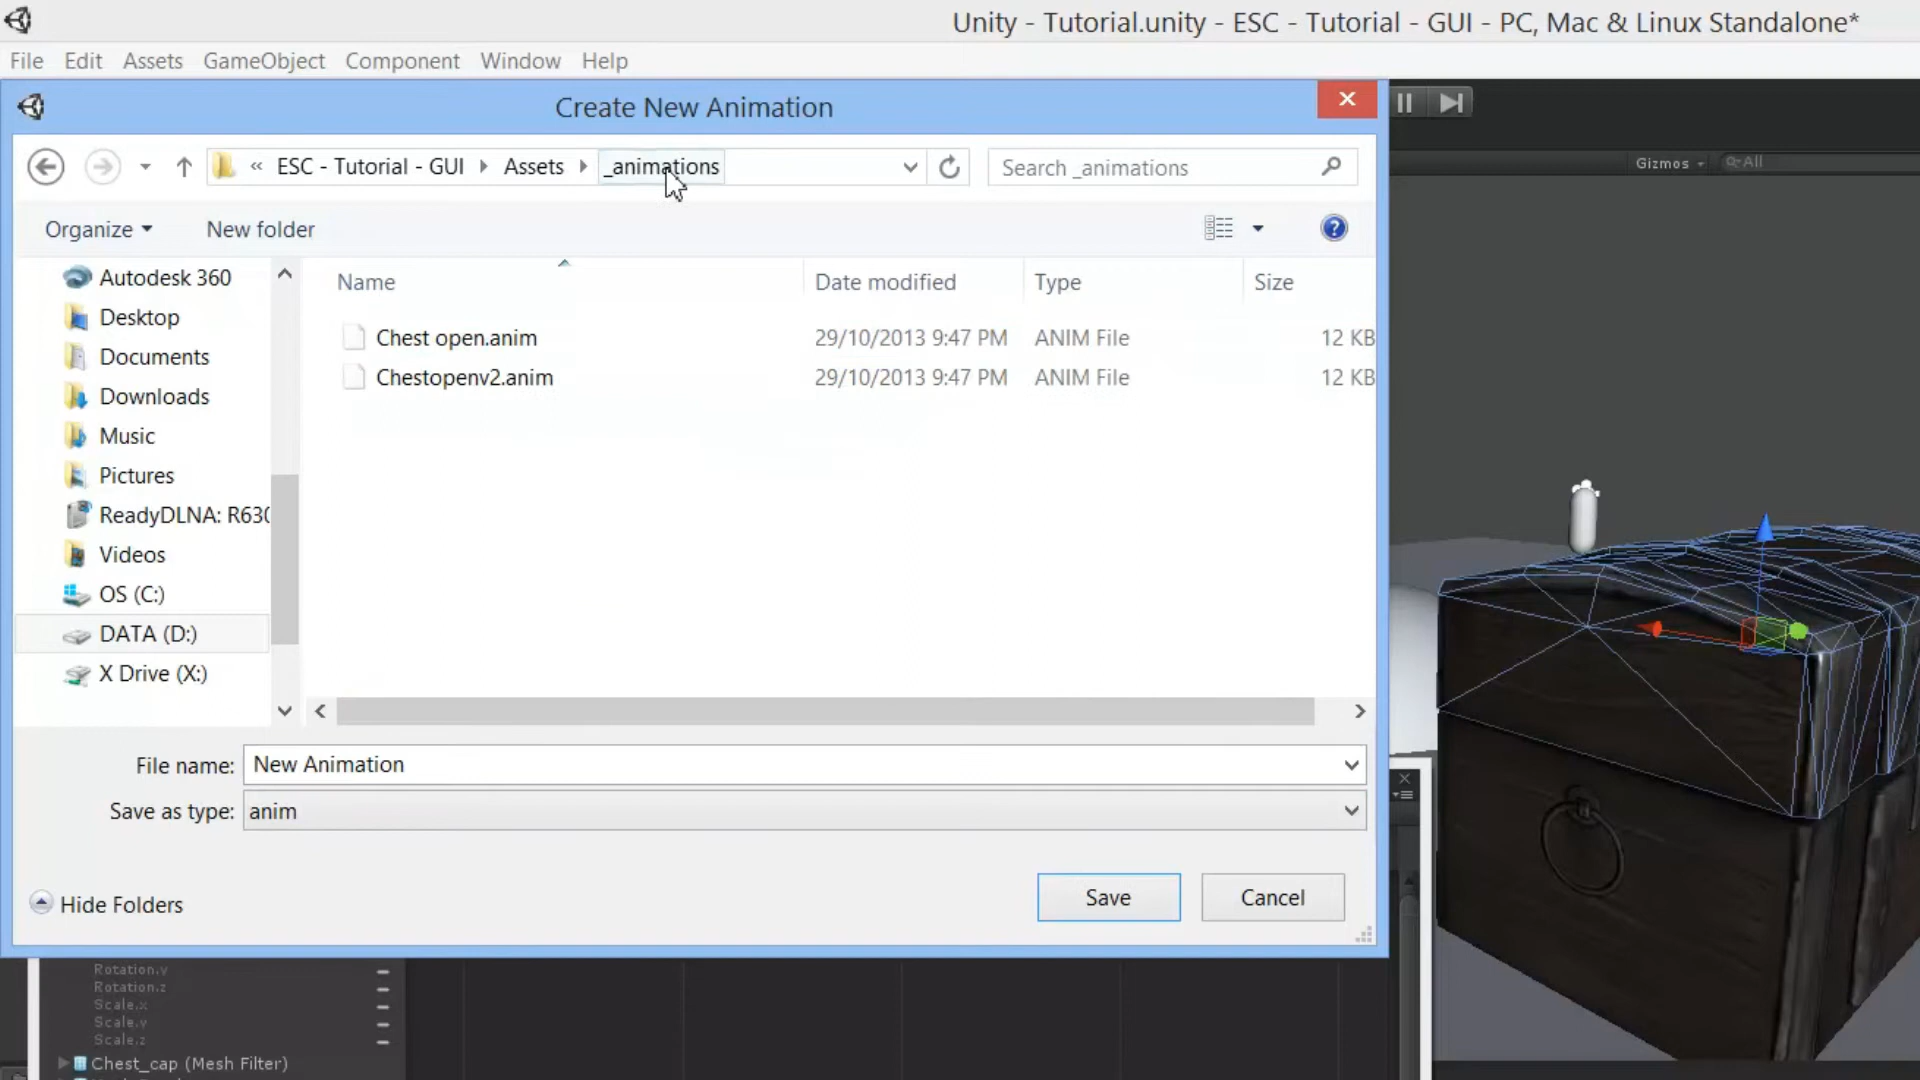 Unity - Tutorial.unity - ESC - Tutorial - GUI - PC, Mac & Linux Standalone*
File Edit Assets GameObject Component Window Help
Create New Animation
« ESC - Tutorial - GUI Assets _animations Search _animations
Gizmos All
Organize New folder
Name Date modified Type Size
Autodesk 360
Desktop
Documents
Downloads
Music
Pictures
ReadyDLNA: R630
Videos
OS (C:)
DATA (D:)
X Drive (X:)
Chest open.anim 29/10/2013 9:47 PM ANIM File 12 KB
Chestopenv2.anim 29/10/2013 9:47 PM ANIM File 12 KB
File name: New Animation
Save as type: anim
Hide Folders Save Cancel
Rotation.y
Rotation.z
Scale.x
Scale.y
Scale.z
Chest_cap (Mesh Filter)